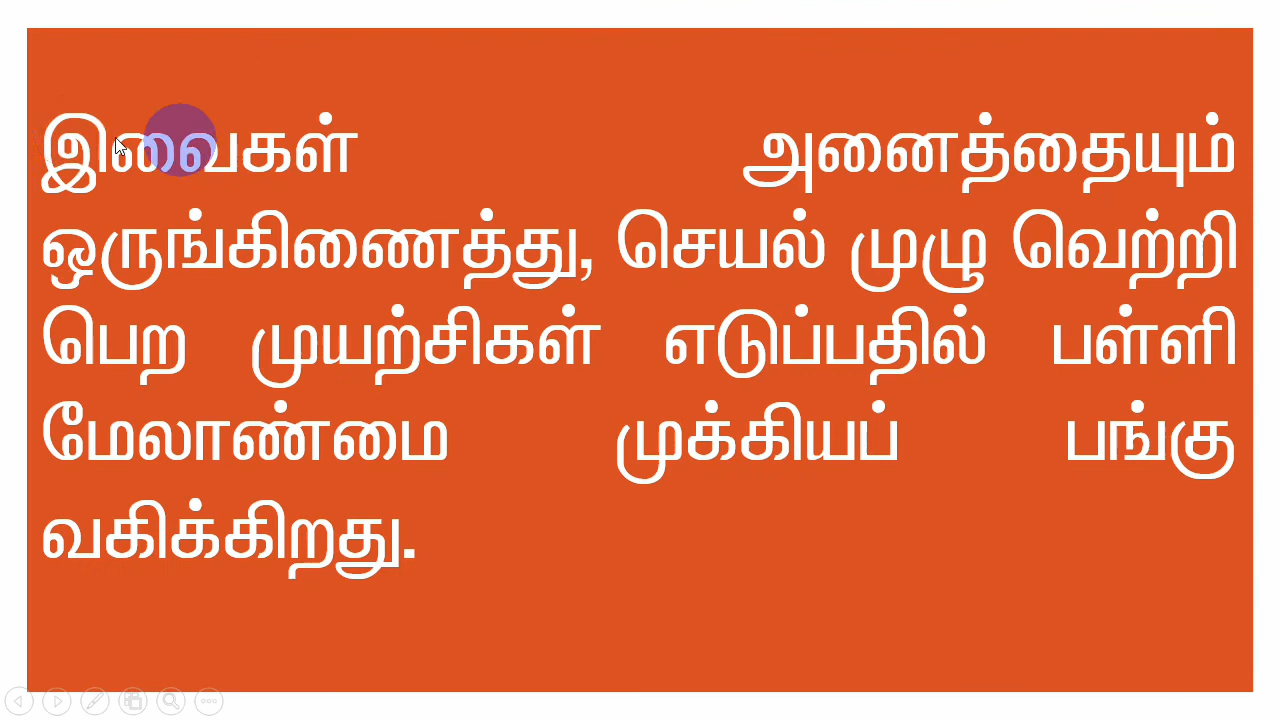 இவைகள் அனைத்தையும்
ஒருங்கிணைத்து, செயல் முழு வெற்றி
பெற முயற்சிகள் எடுப்பதில் பள்ளி
மேலாண்மை முக்கியப் பங்கு
வகிக்கிறது.